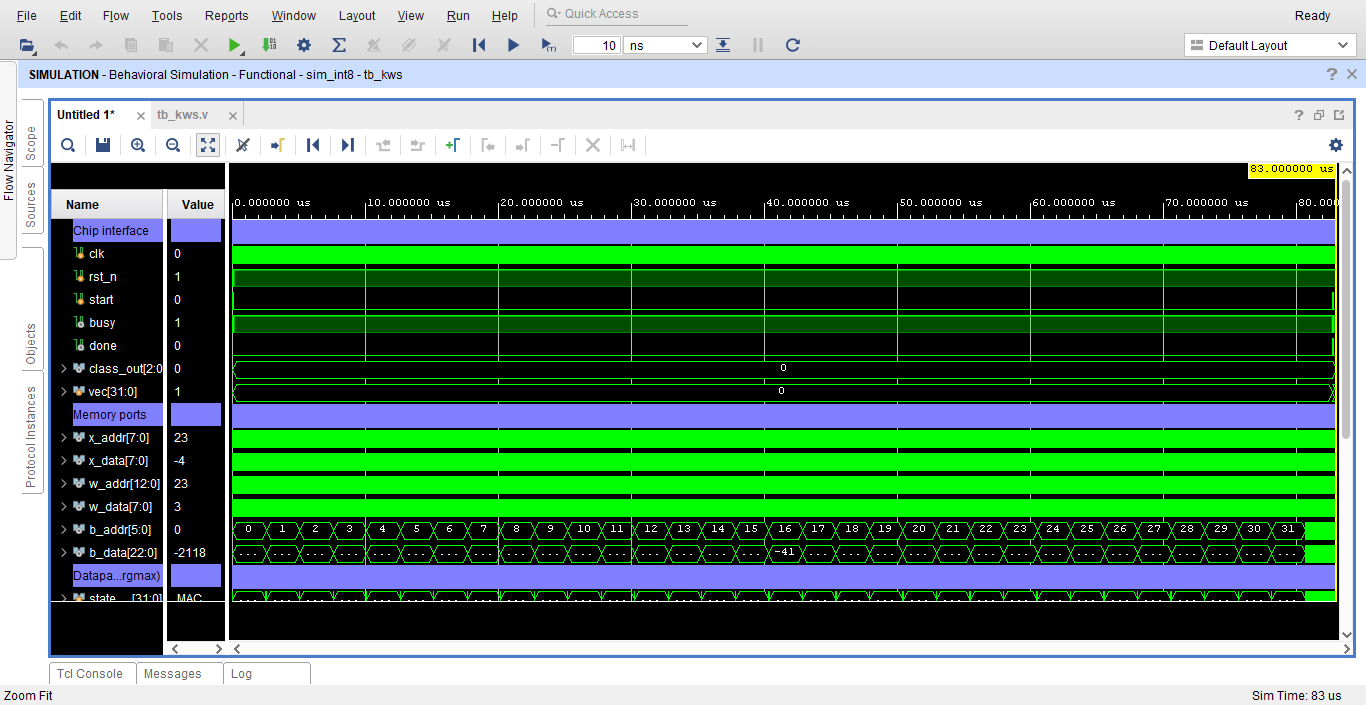 File Edit Flow Tools Reports Window Layout View Run Help Quick Access Ready
10 ns Default Layout
SIMULATION - Behavioral Simulation - Functional - sim_int8 - tb_kws
Flow Navigator
Scope
Sources
Objects
Protocol Instances
Untitled 1* tb_kws.v
83.000000 us
Name Value
0.000000 us 10.000000 us 20.000000 us 30.000000 us 40.000000 us 50.000000 us 60.000000 us 70.000000 us 80.000
Chip interface
clk 0
rst_n 1
start 0
busy 1
done 0
class_out[2:0 0 0
vec[31:0] 1 0
Memory ports
x_addr[7:0] 23
x_data[7:0] -4
w_addr[12:0] 23
w_data[7:0] 3
b_addr[5:0] 0 0 1 2 3 4 5 6 7 8 9 10 11 12 13 14 15 16 17 18 19 20 21 22 23 24 25 26 27 28 29 30 31
b_data[22:0] -2118 ... ... ... ... ... ... ... ... ... ... ... ... ... ... ... ... -41 ... ... ... ... ... ... ... ... ... ... ... ... ... ... ...
Datapa...rgmax)
state_...[31:0] MAC
Tcl Console Messages Log
Zoom Fit Sim Time: 83 us